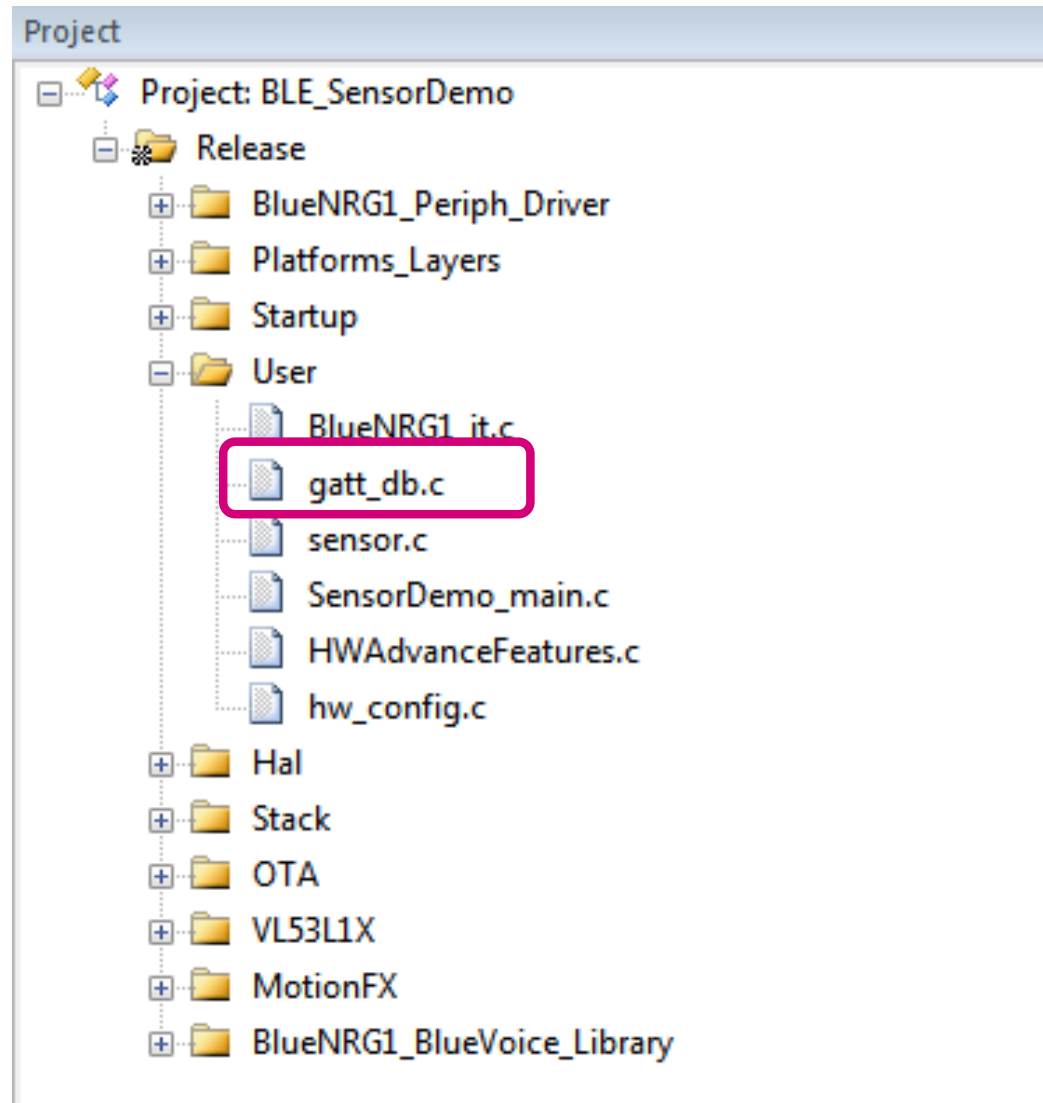 Project
Project: BLE_SensorDemo
Release
BlueNRG1_Periph_Driver
Platforms_Layers
Startup
User
BlueNRG1_it.c
gatt_db.c
sensor.c
SensorDemo_main.c
HWAdvanceFeatures.c
hw_config.c
Hal
Stack
OTA
VL53L1X
MotionFX
BlueNRG1_BlueVoice_Library